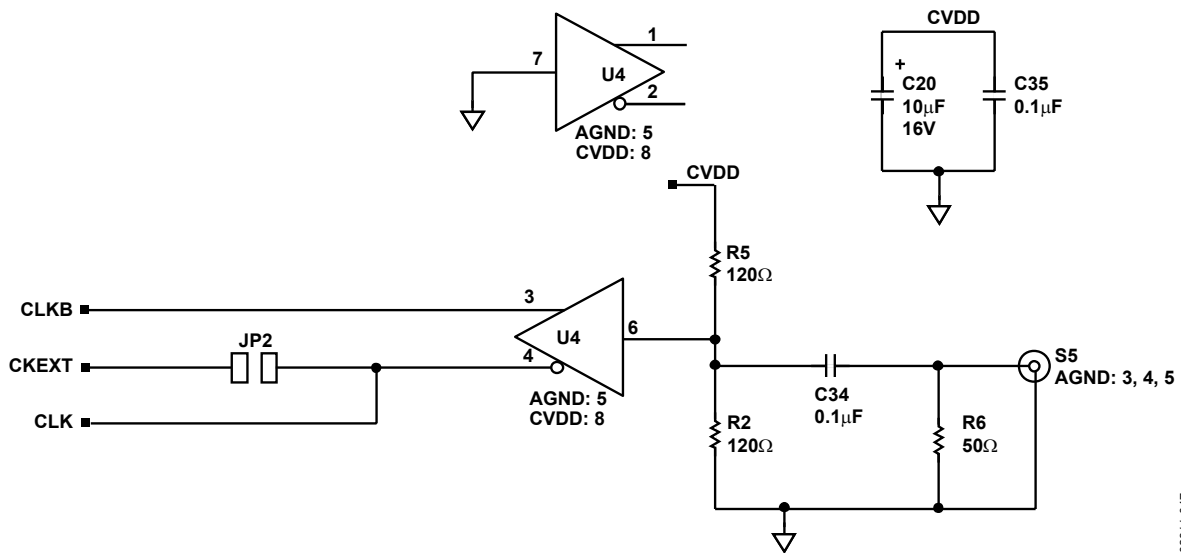 1
7
U4
2
AGND: 5
CVDD: 8
CVDD
+
C20
10μF
16V
C35
0.1μF
CVDD
R5
120Ω
CLKB
3
U4
6
JP2
CKEXT
4
S5
AGND: 3, 4, 5
CLK
AGND: 5
CVDD: 8
C34
0.1μF
R2
120Ω
R6
50Ω